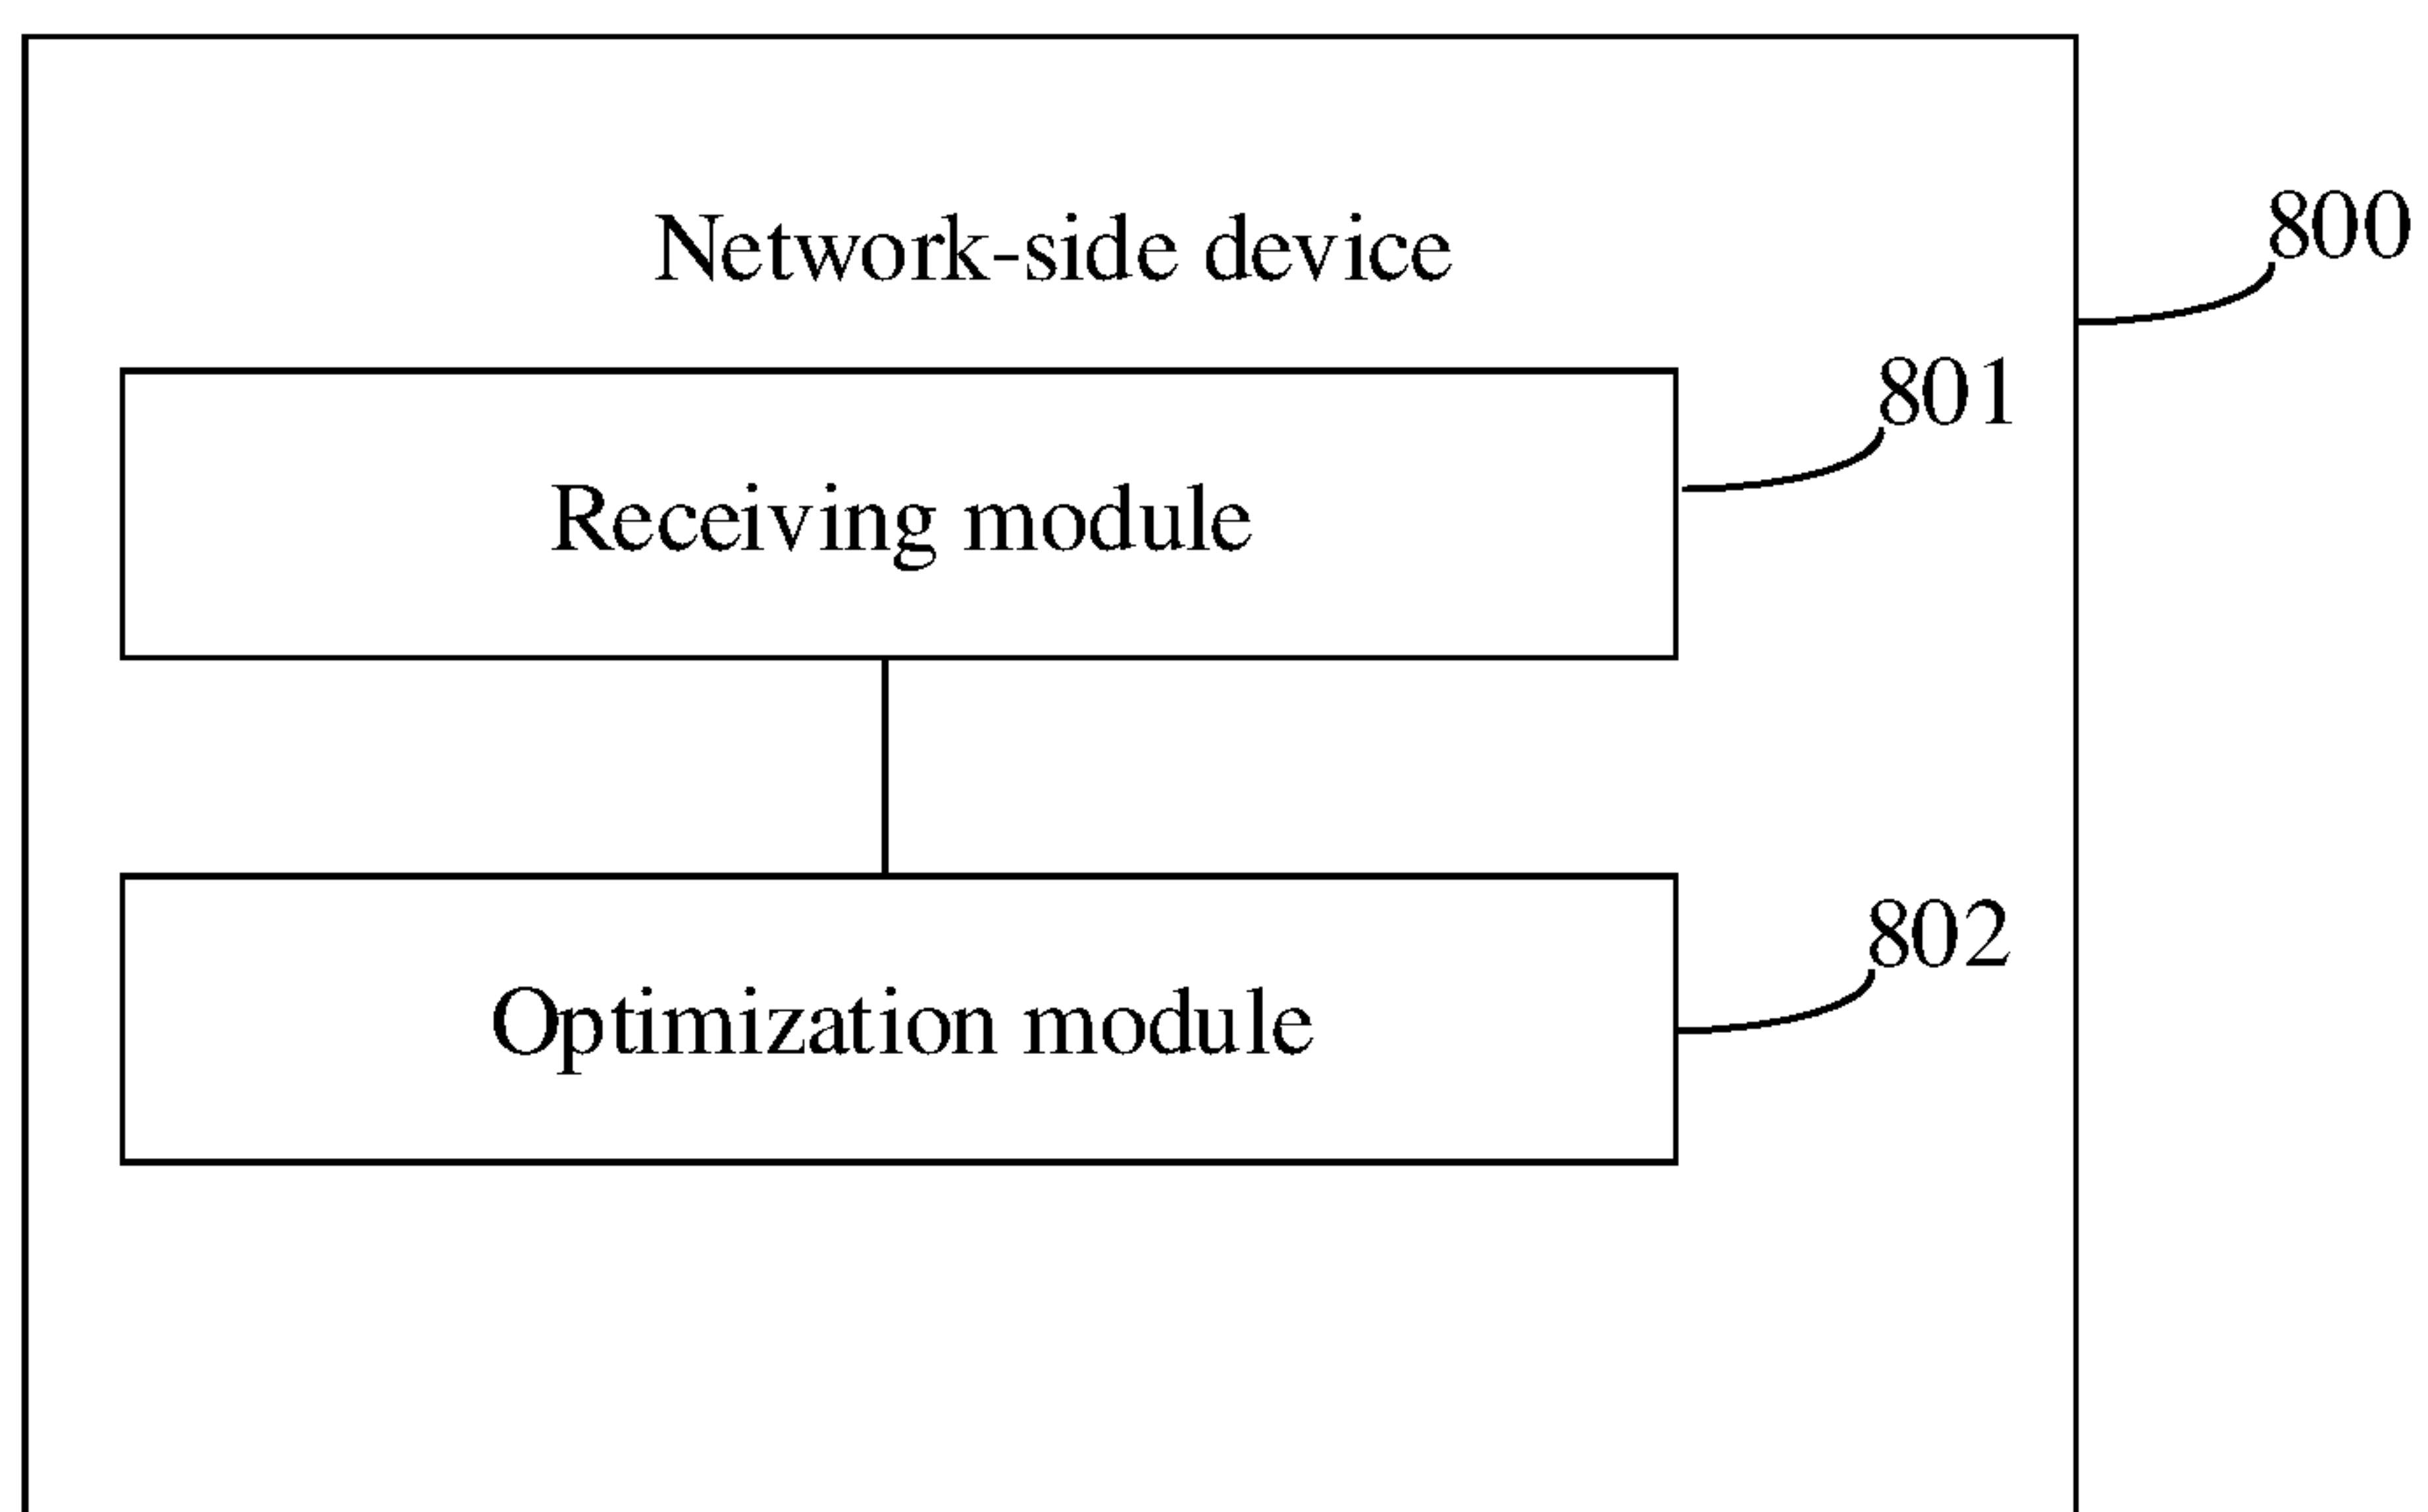 Network-side device
800
801
Receiving module
802
Optimization module